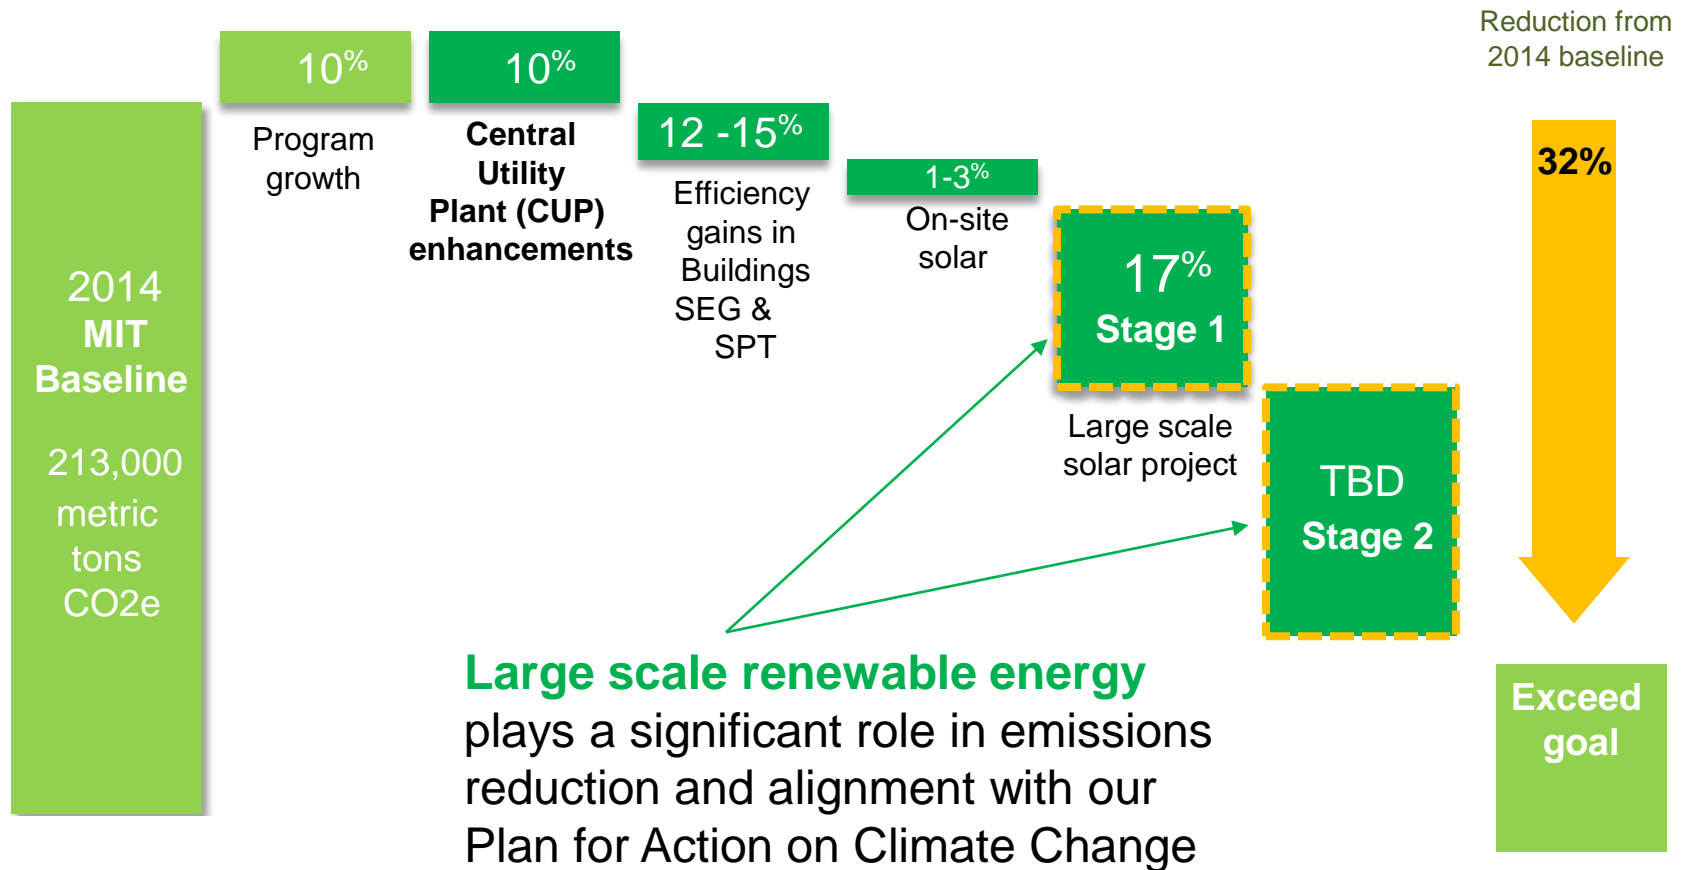 Reduction from
2014 baseline
10%
10%
12 -15%
1-3%
32%
Program
growth
Central
Utility
Plant (CUP)
enhancements
Efficiency
gains in
Buildings
SEG &
SPT
On-site
solar
17%
Stage 1
Large scale
solar project
TBD
Stage 2
2014
MIT
Baseline
213,000
metric
tons
CO2e
Large scale renewable energy
plays a significant role in emissions
reduction and alignment with our
Plan for Action on Climate Change
Exceed
goal